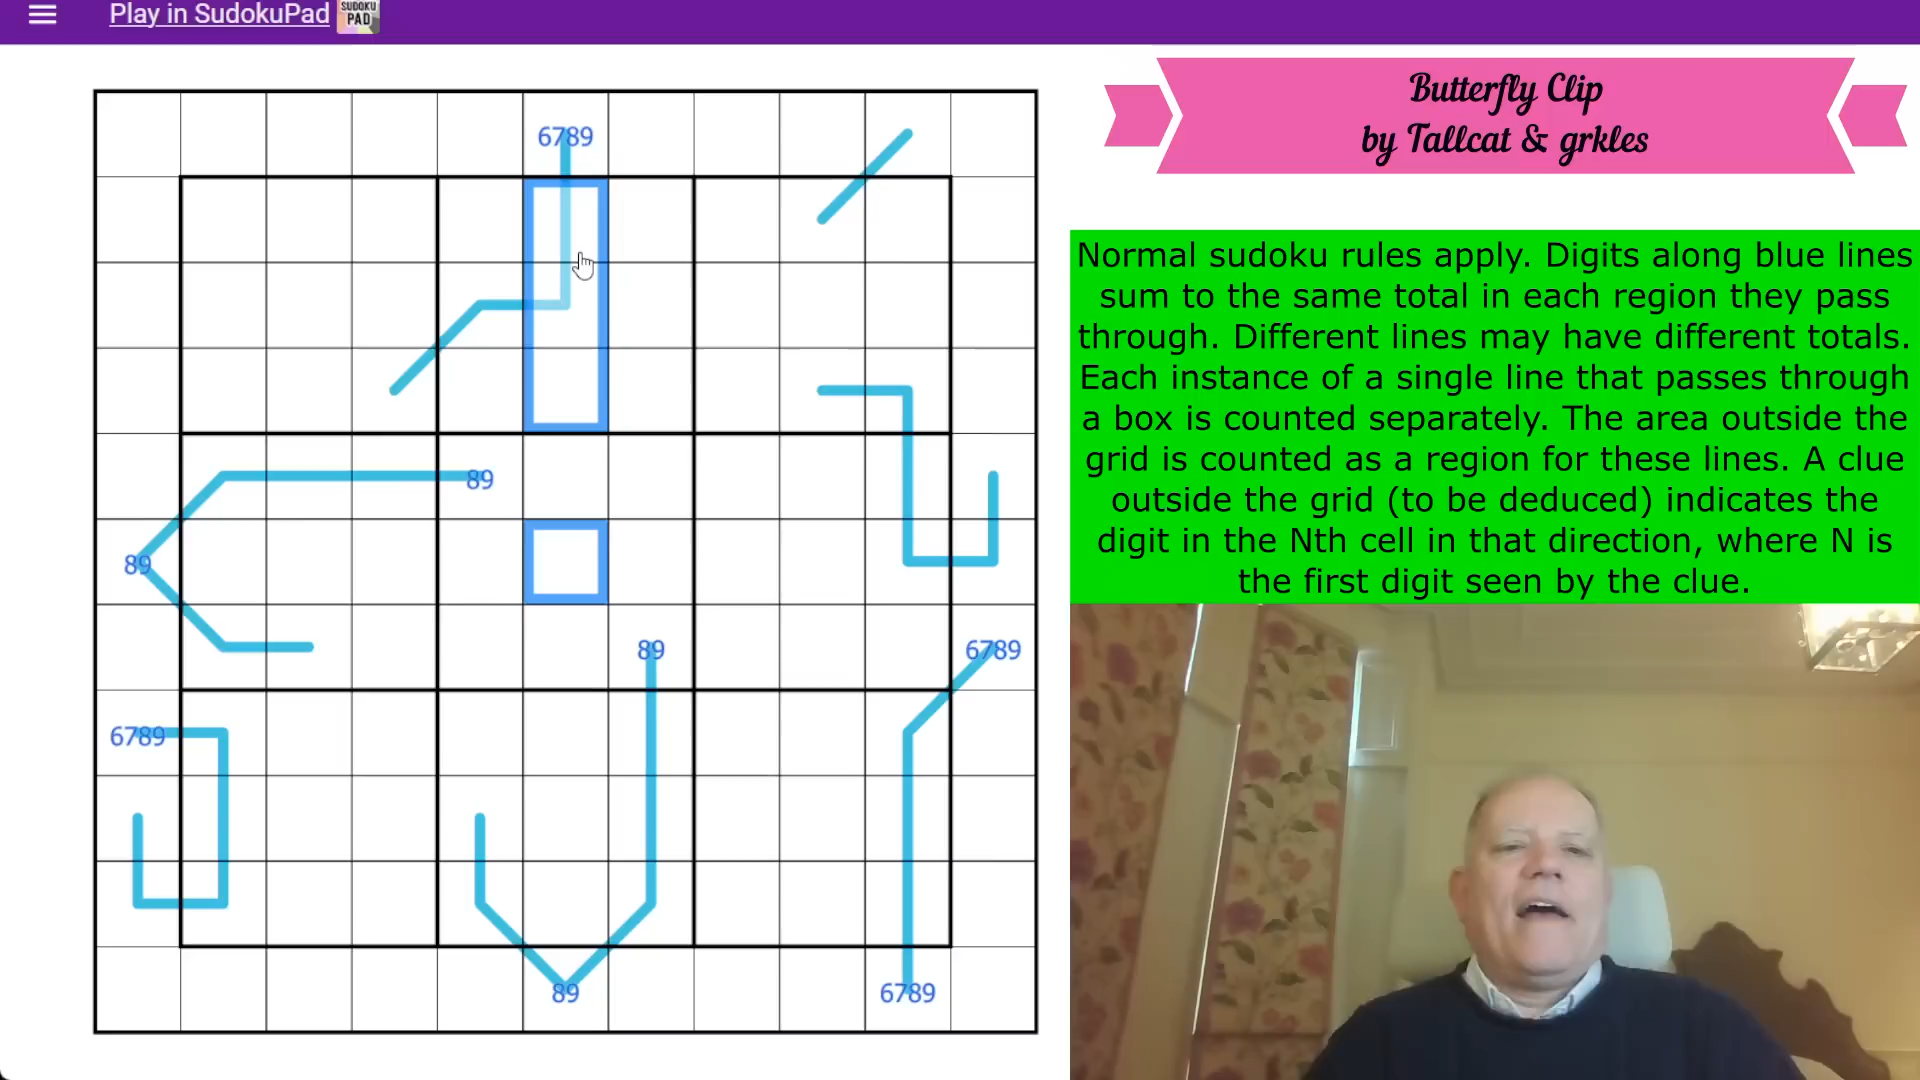 Play in SudokuPad
SUDOKU
PAD
Butterfly Clip
by Tallcat & grkles
Normal sudoku rules apply. Digits along blue lines
sum to the same total in each region they pass
through. Different lines may have different totals.
Each instance of a single line that passes through
a box is counted separately. The area outside the
grid is counted as a region for these lines. A clue
outside the grid (to be deduced) indicates the
digit in the Nth cell in that direction, where N is
the first digit seen by the clue.
6789
89
89
89
6789
6789
89
6789